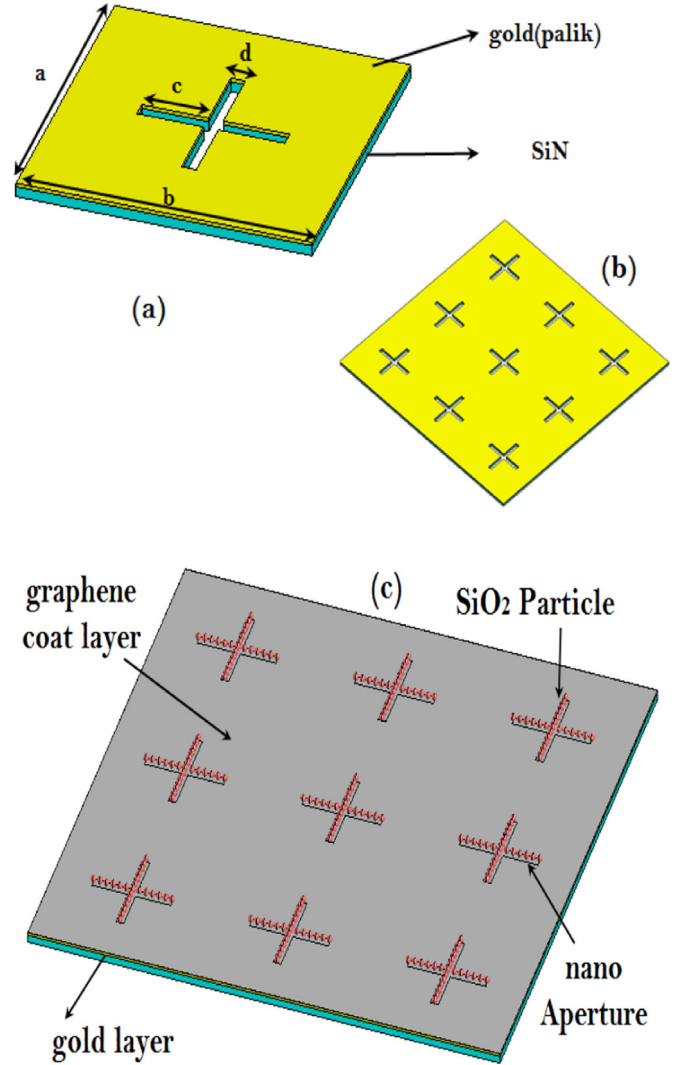 gold(palik)
a
d
c
SiN
b
(a)
(b)
(c)
graphene
coat layer
SiO₂ Particle
nano
Aperture
gold layer